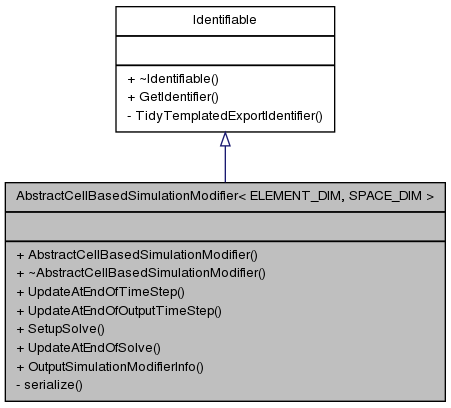 Identifiable
+ ~Identifiable()
+ GetIdentifier()
- TidyTemplatedExportIdentifier()
AbstractCellBasedSimulationModifier< ELEMENT_DIM, SPACE_DIM >
+ AbstractCellBasedSimulationModifier()
+ ~AbstractCellBasedSimulationModifier()
+ UpdateAtEndOfTimeStep()
+ UpdateAtEndOfOutputTimeStep()
+ SetupSolve()
+ UpdateAtEndOfSolve()
+ OutputSimulationModifierInfo()
- serialize()